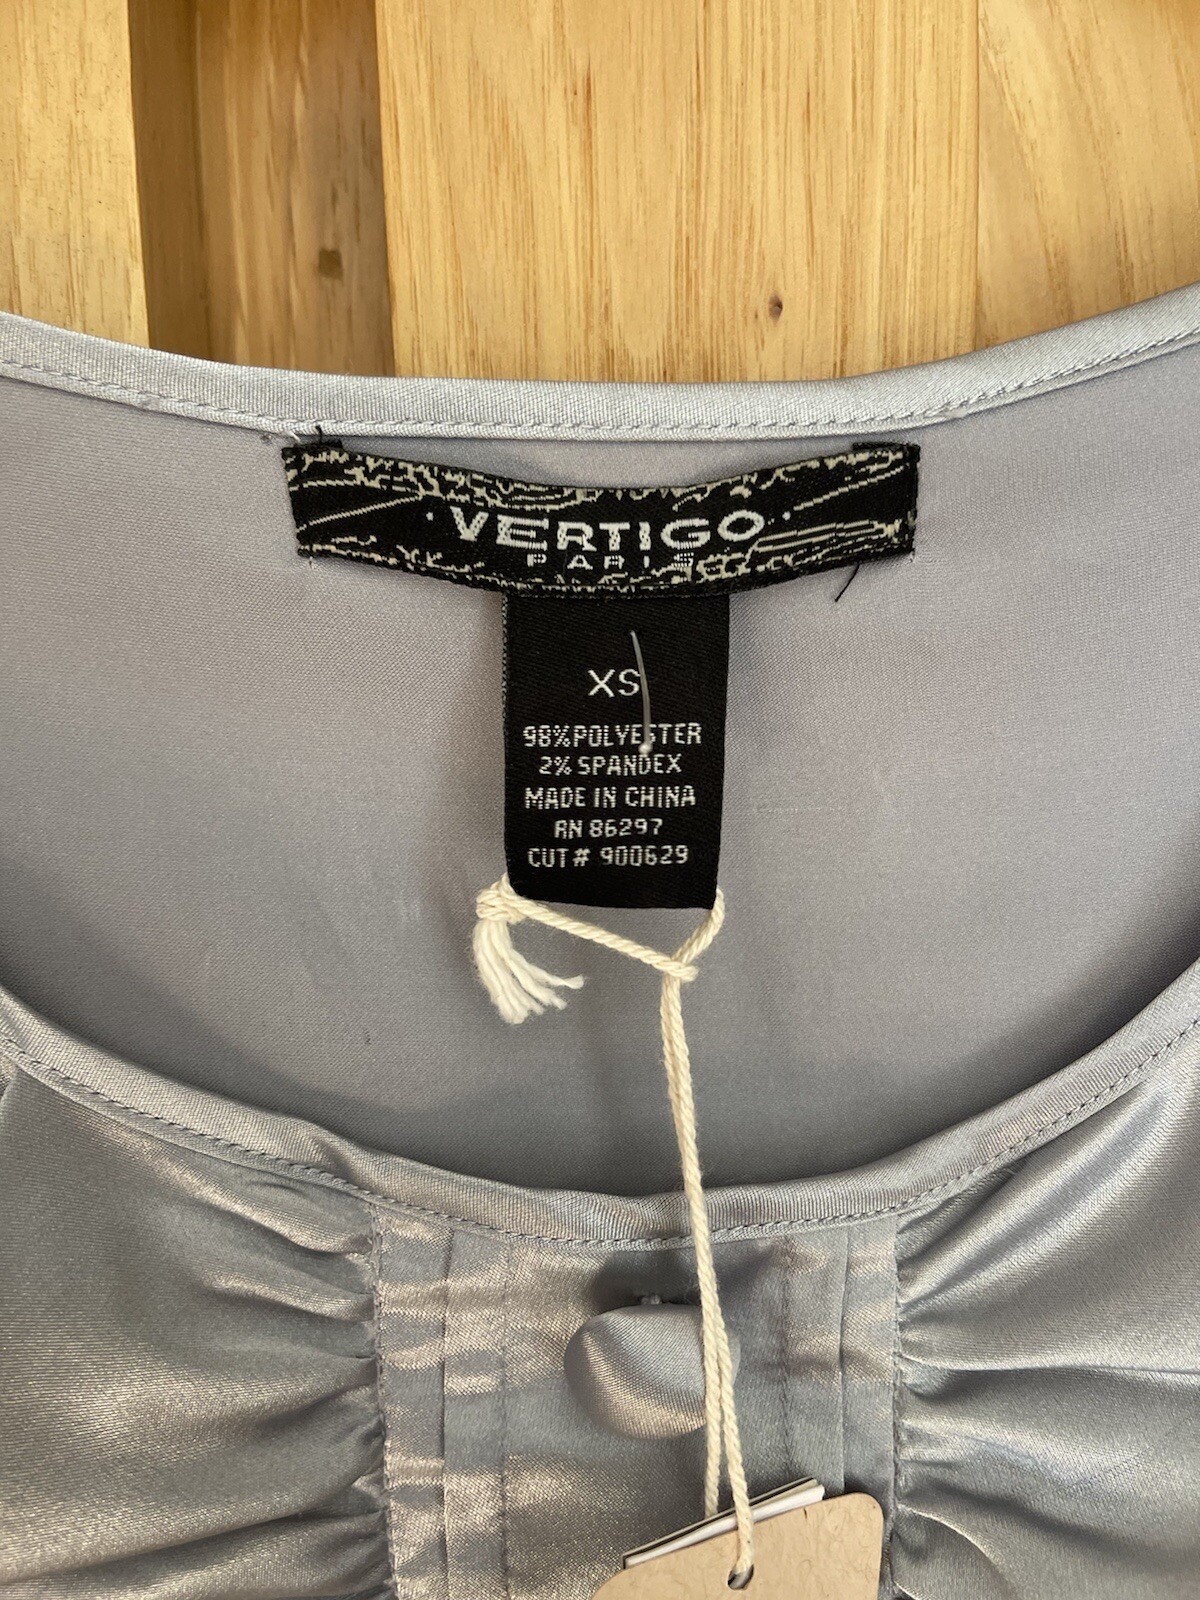 VERTIGO
PARIS
XS
98% POLYESTER
2% SPANDEX
MADE IN CHINA
RN 86297
CUT # 900629